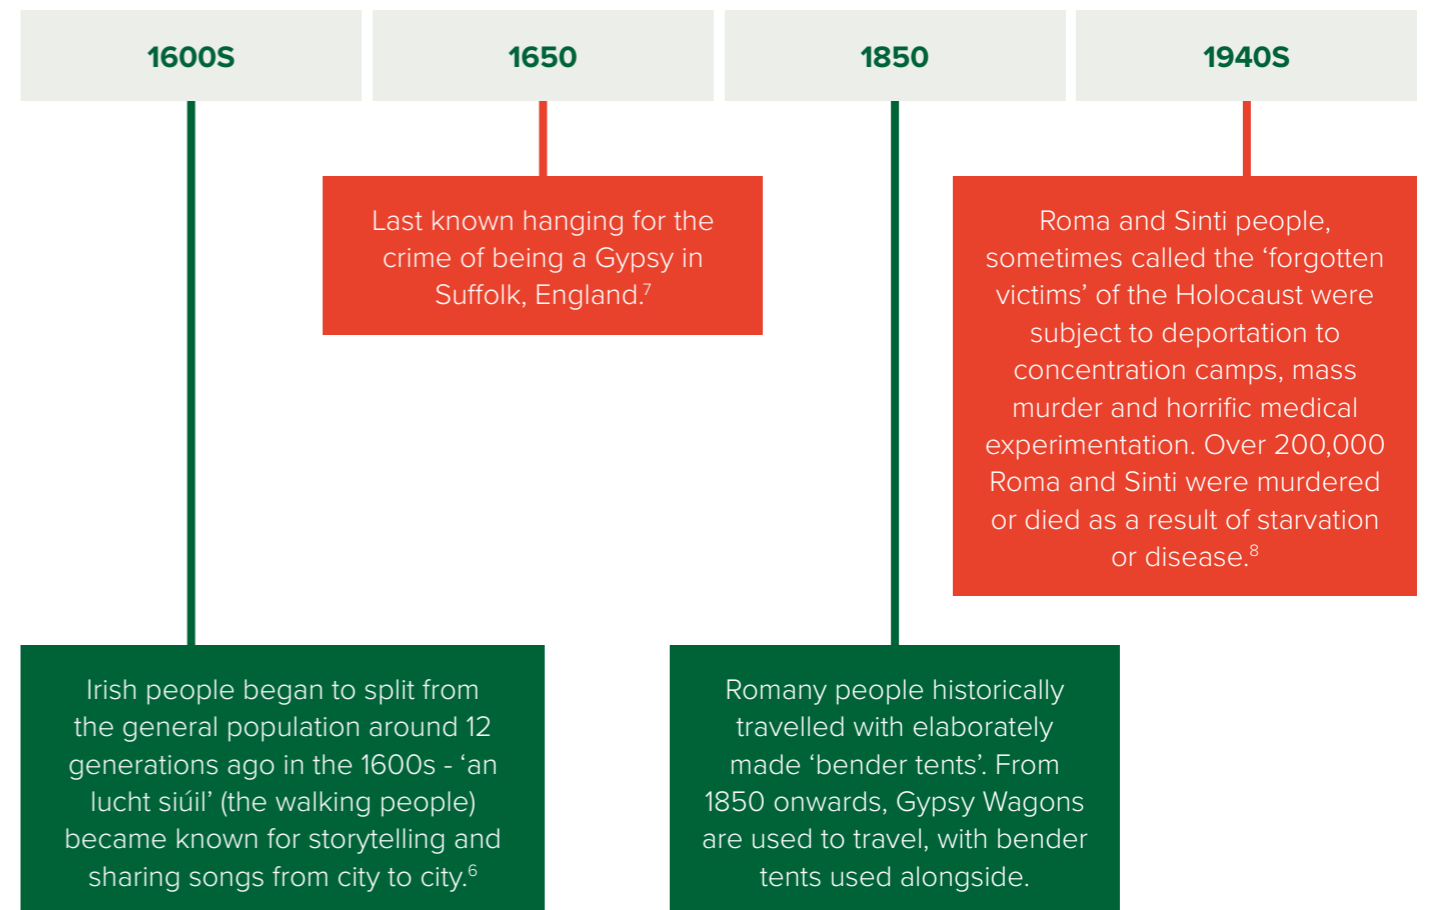 1600S
1650
1850
1940S
Last known hanging for the
crime of being a Gypsy in
Suffolk, England.⁷
Roma and Sinti people,
sometimes called the ‘forgotten
victims’ of the Holocaust were
subject to deportation to
concentration camps, mass
murder and horrific medical
experimentation. Over 200,000
Roma and Sinti were murdered
or died as a result of starvation
or disease.⁸
Irish people began to split from
the general population around 12
generations ago in the 1600s - ‘an
lucht siúil’ (the walking people)
became known for storytelling and
sharing songs from city to city.⁶
Romany people historically
travelled with elaborately
made ‘bender tents’. From
1850 onwards, Gypsy Wagons
are used to travel, with bender
tents used alongside.